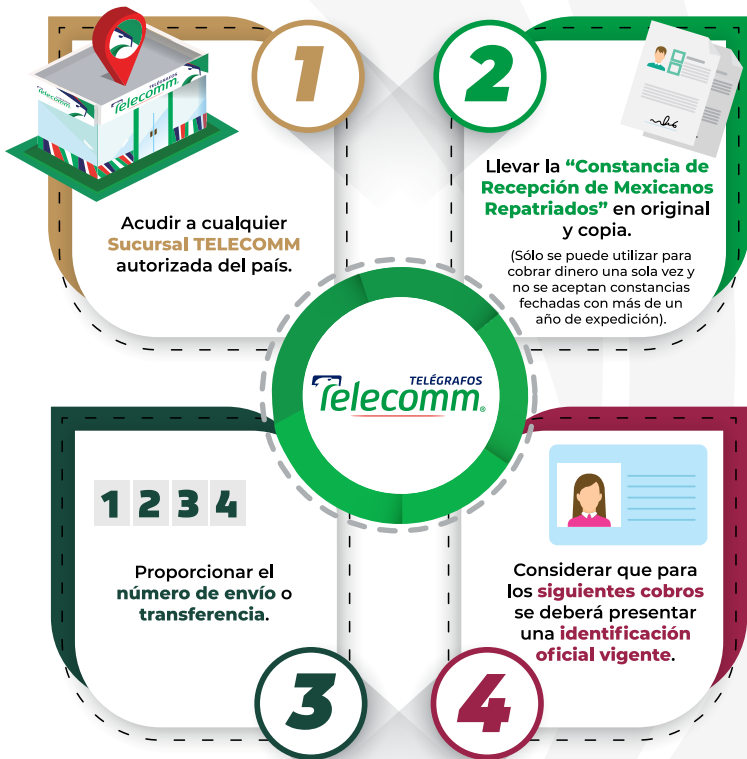 1
TELÉGRAFOS
Telecomm
Telecomm
Acudir a cualquier
Sucursal TELECOMM
autorizada del país.
2
Llevar la “Constancia de
Recepción de Mexicanos
Repatriados” en original
y copia.
(Sólo se puede utilizar para
cobrar dinero una sola vez y
no se aceptan constancias
fechadas con más de un
año de expedición).
TELÉGRAFOS
Telecomm®
1 2 3 4
Proporcionar el
número de envío o
transferencia.
3
Considerar que para
los siguientes cobros
se deberá presentar
una identificación
oficial vigente.
4